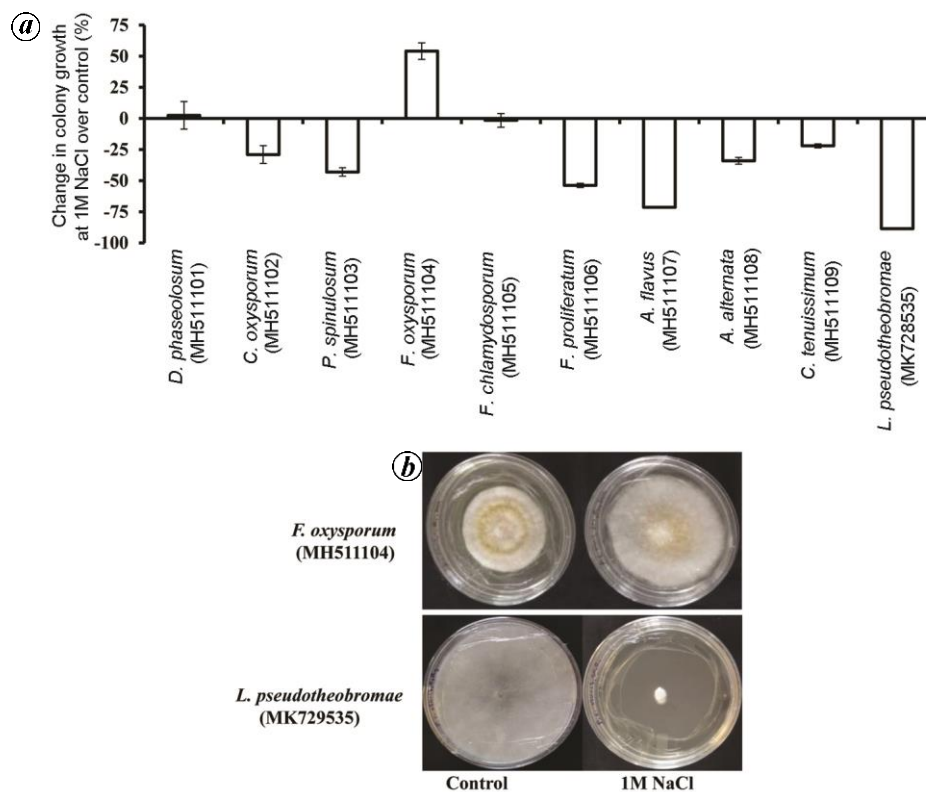 a
Change in colony growth
at 1M NaCl over control (%)
75
50
25
0
-25
-50
-75
-100
D. phaseolosum
(MH511101)
C. oxysporum
(MH511102)
P. spinulosum
(MH511103)
F. oxysporum
(MH511104)
F. chlamydosporum
(MH511105)
F. proliferatum
(MH511106)
A. flavus
(MH511107)
A. alternata
(MH511108)
C. tenuissimum
(MH511109)
L. pseudotheobromae
(MK728535)
b
F. oxysporum
(MH511104)
L. pseudotheobromae
(MK729535)
Control
1M NaCl